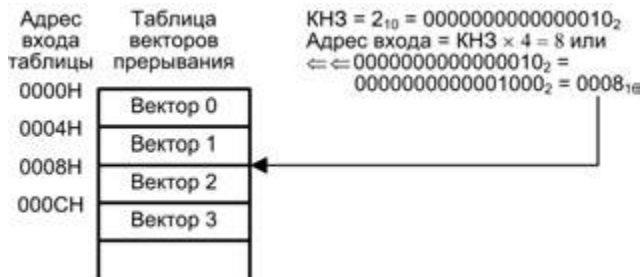 Адрес входа таблицы
Таблица векторов прерывания
КНЗ = 2₁₀ = 0000000000000010₂
Адрес входа = КНЗ × 4 = 8 или
⇐⇐0000000000000010₂ =
0000000000001000₂ = 0008₁₆
0000H
Вектор 0
0004H
Вектор 1
0008H
Вектор 2
000CH
Вектор 3